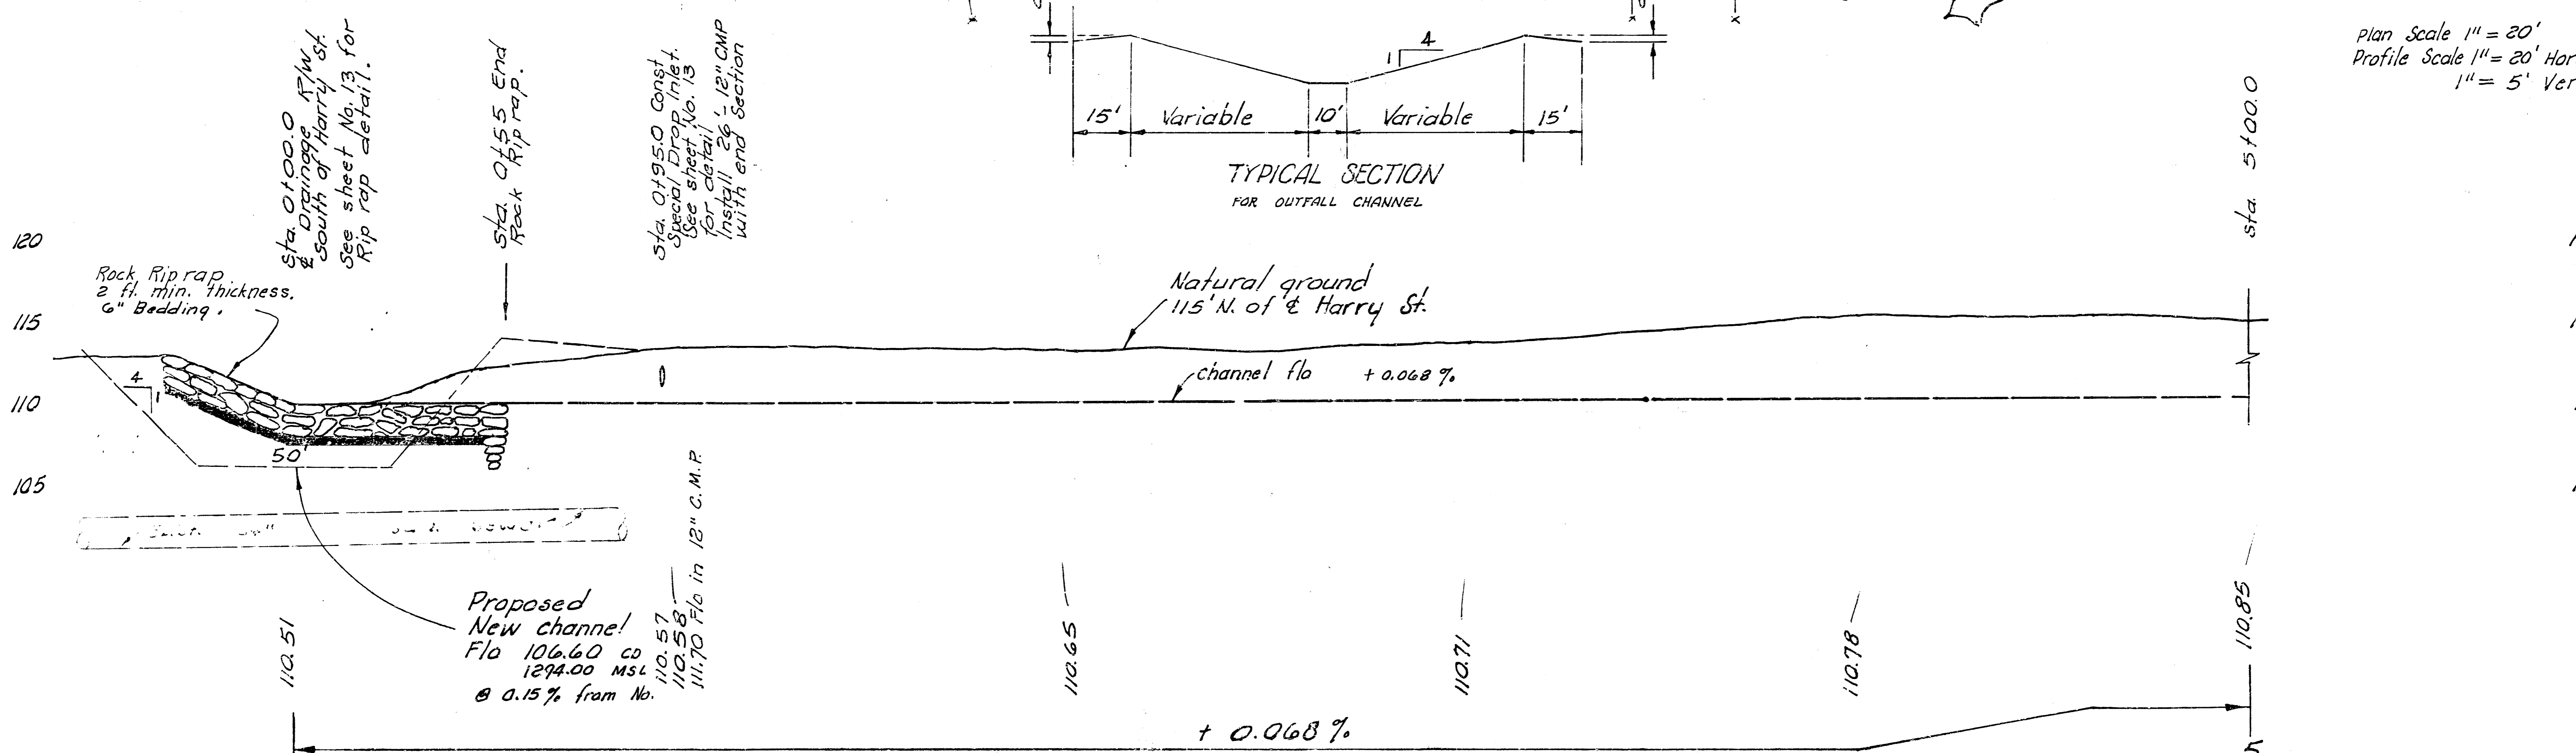 Plan Scale 1" = 20'
Profile Scale 1" = 20' Hor
1" = 5' Ver
4
1
15'
Variable
10'
Variable
15'
TYPICAL SECTION
FOR OUTFALL CHANNEL
Sta. 0+00.0
℄ Drainage R/W
South of Harry St.
See sheet No. 13 for
Rip rap detail.
Sta. 0+55 End
Rock Rip rap.
Sta. 0+95.0 Const.
Special Drop Inlet.
See sheet No. 13
for detail
Install 26'- 12" CMP
with end Section
Sta. 5+00.0
120
115
110
105
Rock Rip rap
2 ft. min. thickness.
6" Bedding.
4
1
50'
Natural ground
115' N. of ℄ Harry St.
Channel flo + 0.068 %
Proposed
New channel
Flo 106.60 CD
1294.00 MSL
@ 0.15% from No.
110.51
110.57
110.58
111.70 Flo in 12" C.M.P.
110.65
110.71
110.78
110.85
+ 0.068 %